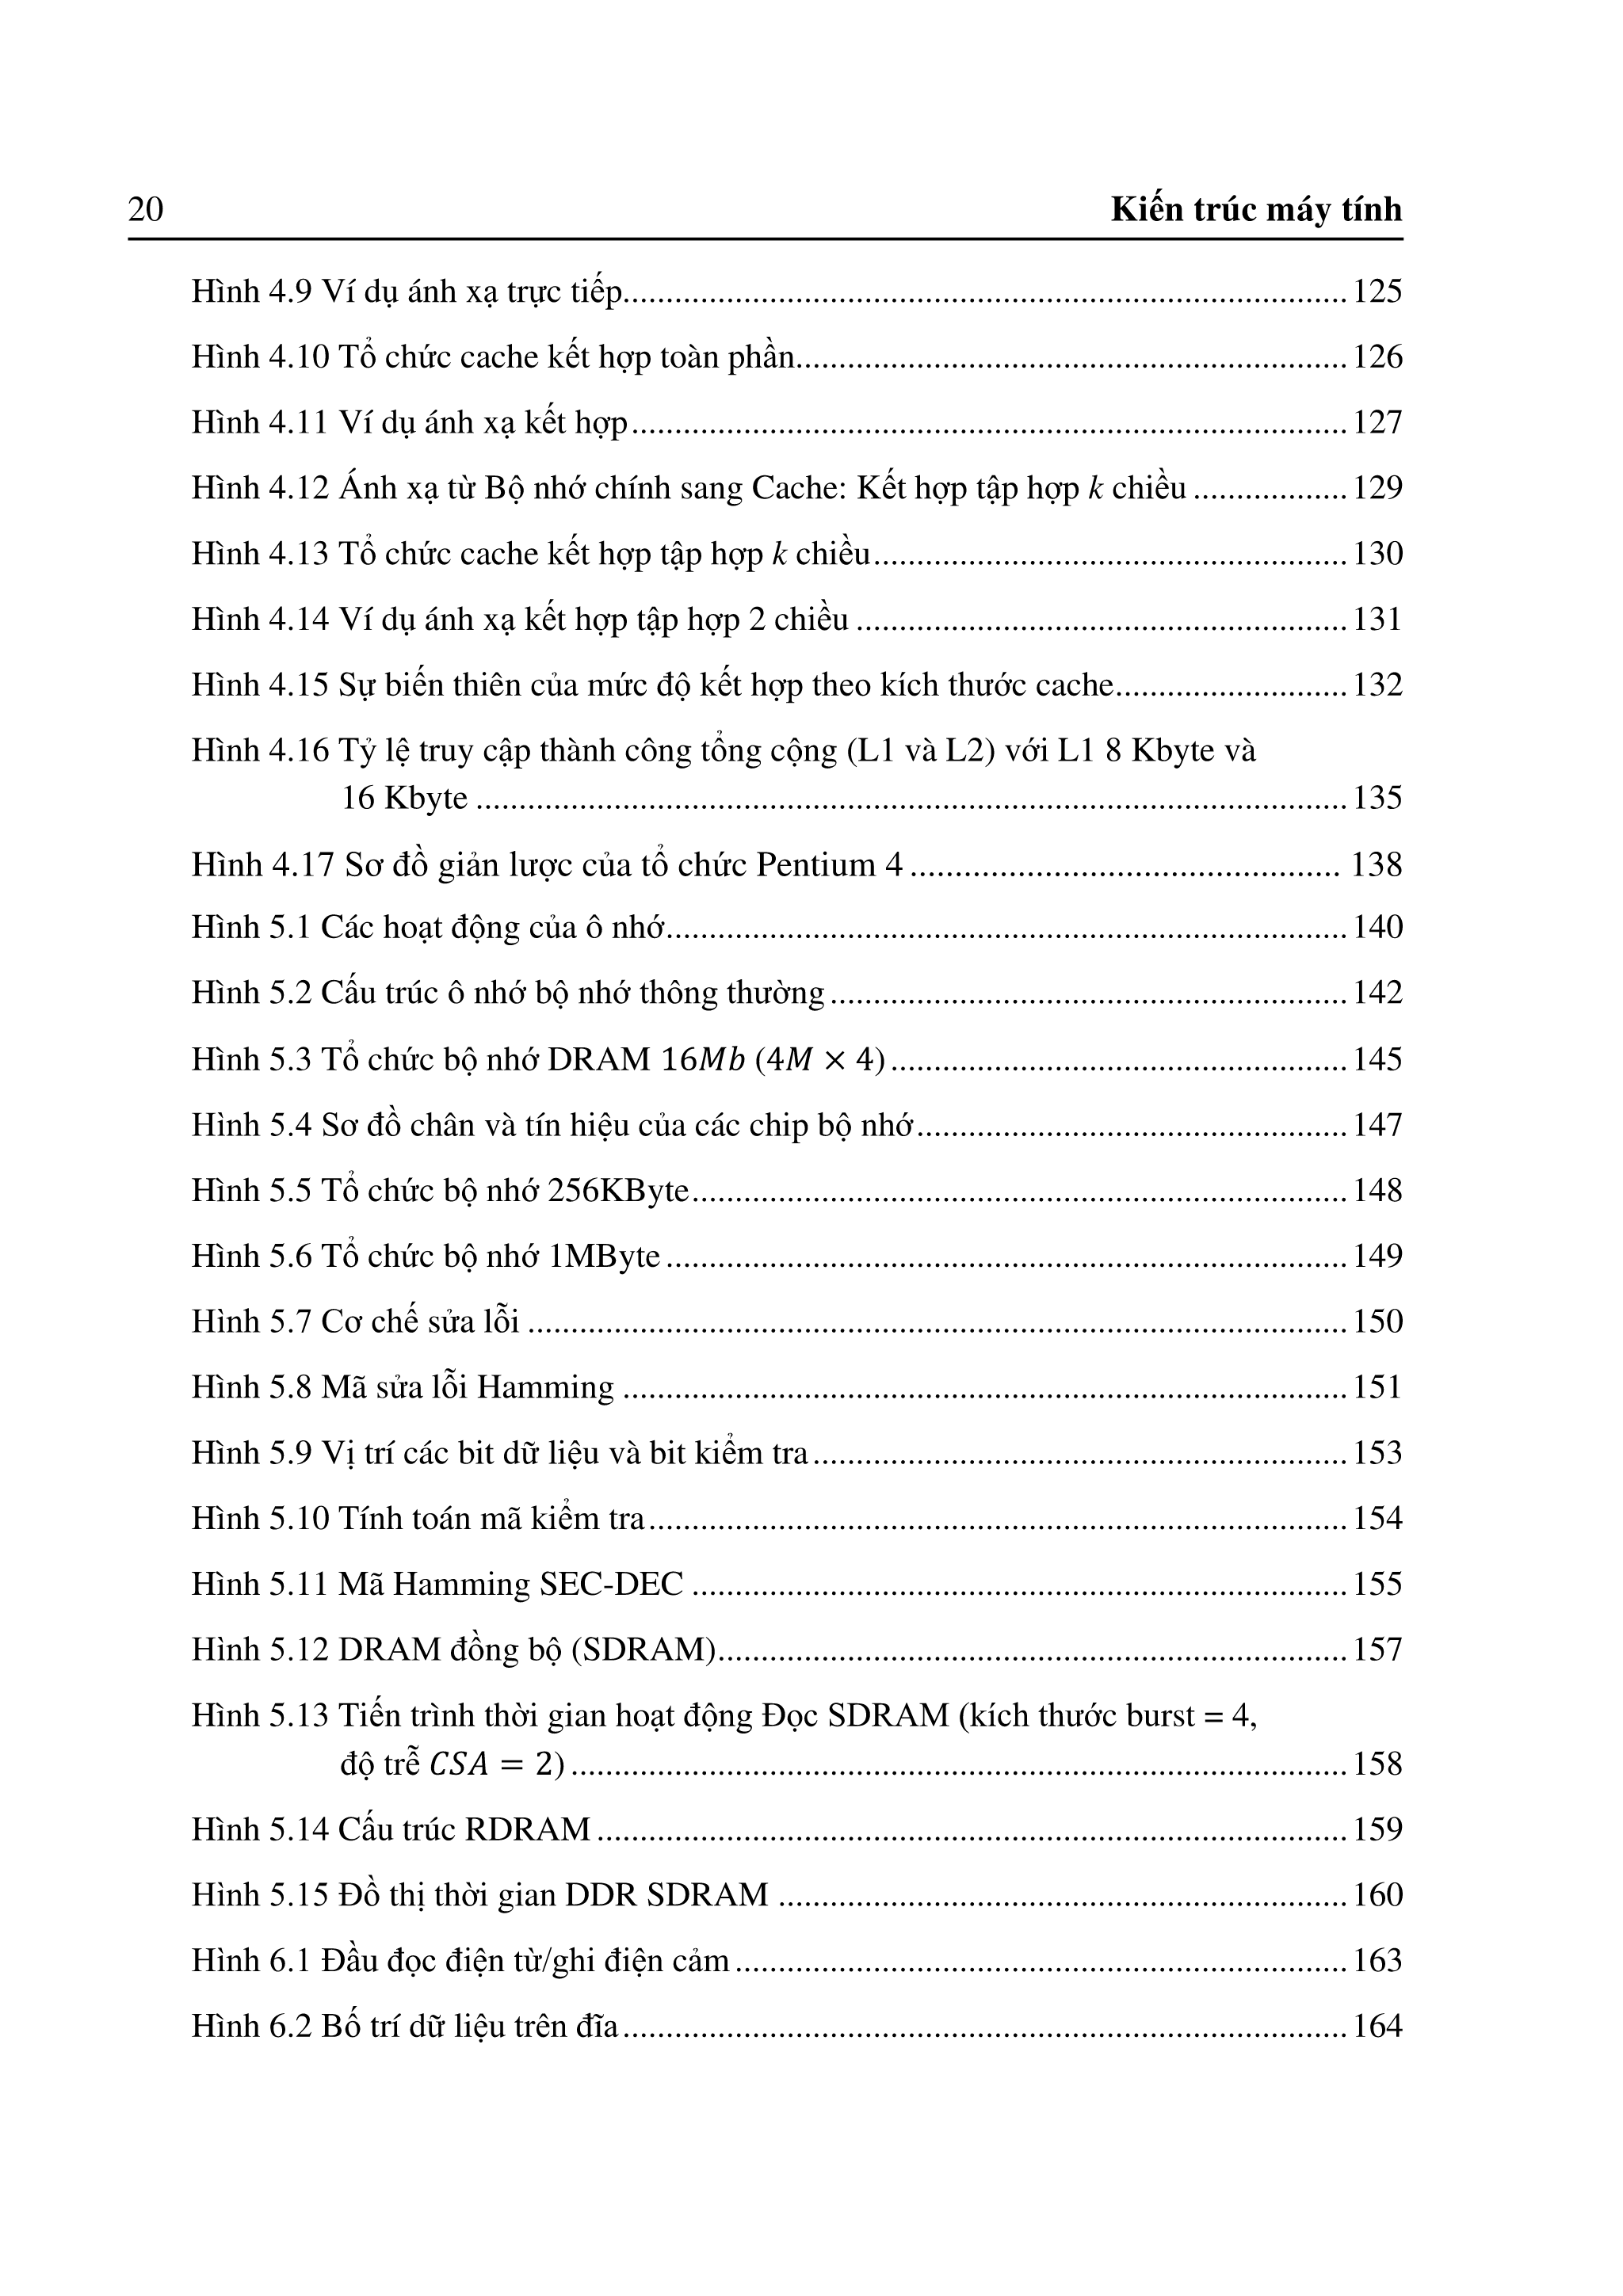 20 Kiến trúc máy tính
Hình 4.9 Ví dụ ánh xạ trực tiếp.................................................. 125
Hình 4.10 Tổ chức cache kết hợp toàn phần.................................................. 126
Hình 4.11 Ví dụ ánh xạ kết hợp.................................................. 127
Hình 4.12 Ánh xạ từ Bộ nhớ chính sang Cache: Kết hợp tập hợp k chiều .................. 129
Hình 4.13 Tổ chức cache kết hợp tập hợp k chiều.................................................. 130
Hình 4.14 Ví dụ ánh xạ kết hợp tập hợp 2 chiều .................................................. 131
Hình 4.15 Sự biến thiên của mức độ kết hợp theo kích thước cache........................... 132
Hình 4.16 Tỷ lệ truy cập thành công tổng cộng (L1 và L2) với L1 8 Kbyte và
16 Kbyte .................................................. 135
Hình 4.17 Sơ đồ giản lược của tổ chức Pentium 4 .................................................. 138
Hình 5.1 Các hoạt động của ô nhớ.................................................. 140
Hình 5.2 Cấu trúc ô nhớ bộ nhớ thông thường .................................................. 142
Hình 5.3 Tổ chức bộ nhớ DRAM 16Mb (4M × 4) .................................................. 145
Hình 5.4 Sơ đồ chân và tín hiệu của các chip bộ nhớ.................................................. 147
Hình 5.5 Tổ chức bộ nhớ 256KByte.................................................. 148
Hình 5.6 Tổ chức bộ nhớ 1MByte .................................................. 149
Hình 5.7 Cơ chế sửa lỗi .................................................. 150
Hình 5.8 Mã sửa lỗi Hamming .................................................. 151
Hình 5.9 Vị trí các bit dữ liệu và bit kiểm tra.................................................. 153
Hình 5.10 Tính toán mã kiểm tra.................................................. 154
Hình 5.11 Mã Hamming SEC-DEC .................................................. 155
Hình 5.12 DRAM đồng bộ (SDRAM).................................................. 157
Hình 5.13 Tiến trình thời gian hoạt động Đọc SDRAM (kích thước burst = 4,
độ trễ CSA = 2) .................................................. 158
Hình 5.14 Cấu trúc RDRAM .................................................. 159
Hình 5.15 Đồ thị thời gian DDR SDRAM .................................................. 160
Hình 6.1 Đầu đọc điện từ/ghi điện cảm .................................................. 163
Hình 6.2 Bố trí dữ liệu trên đĩa.................................................. 164